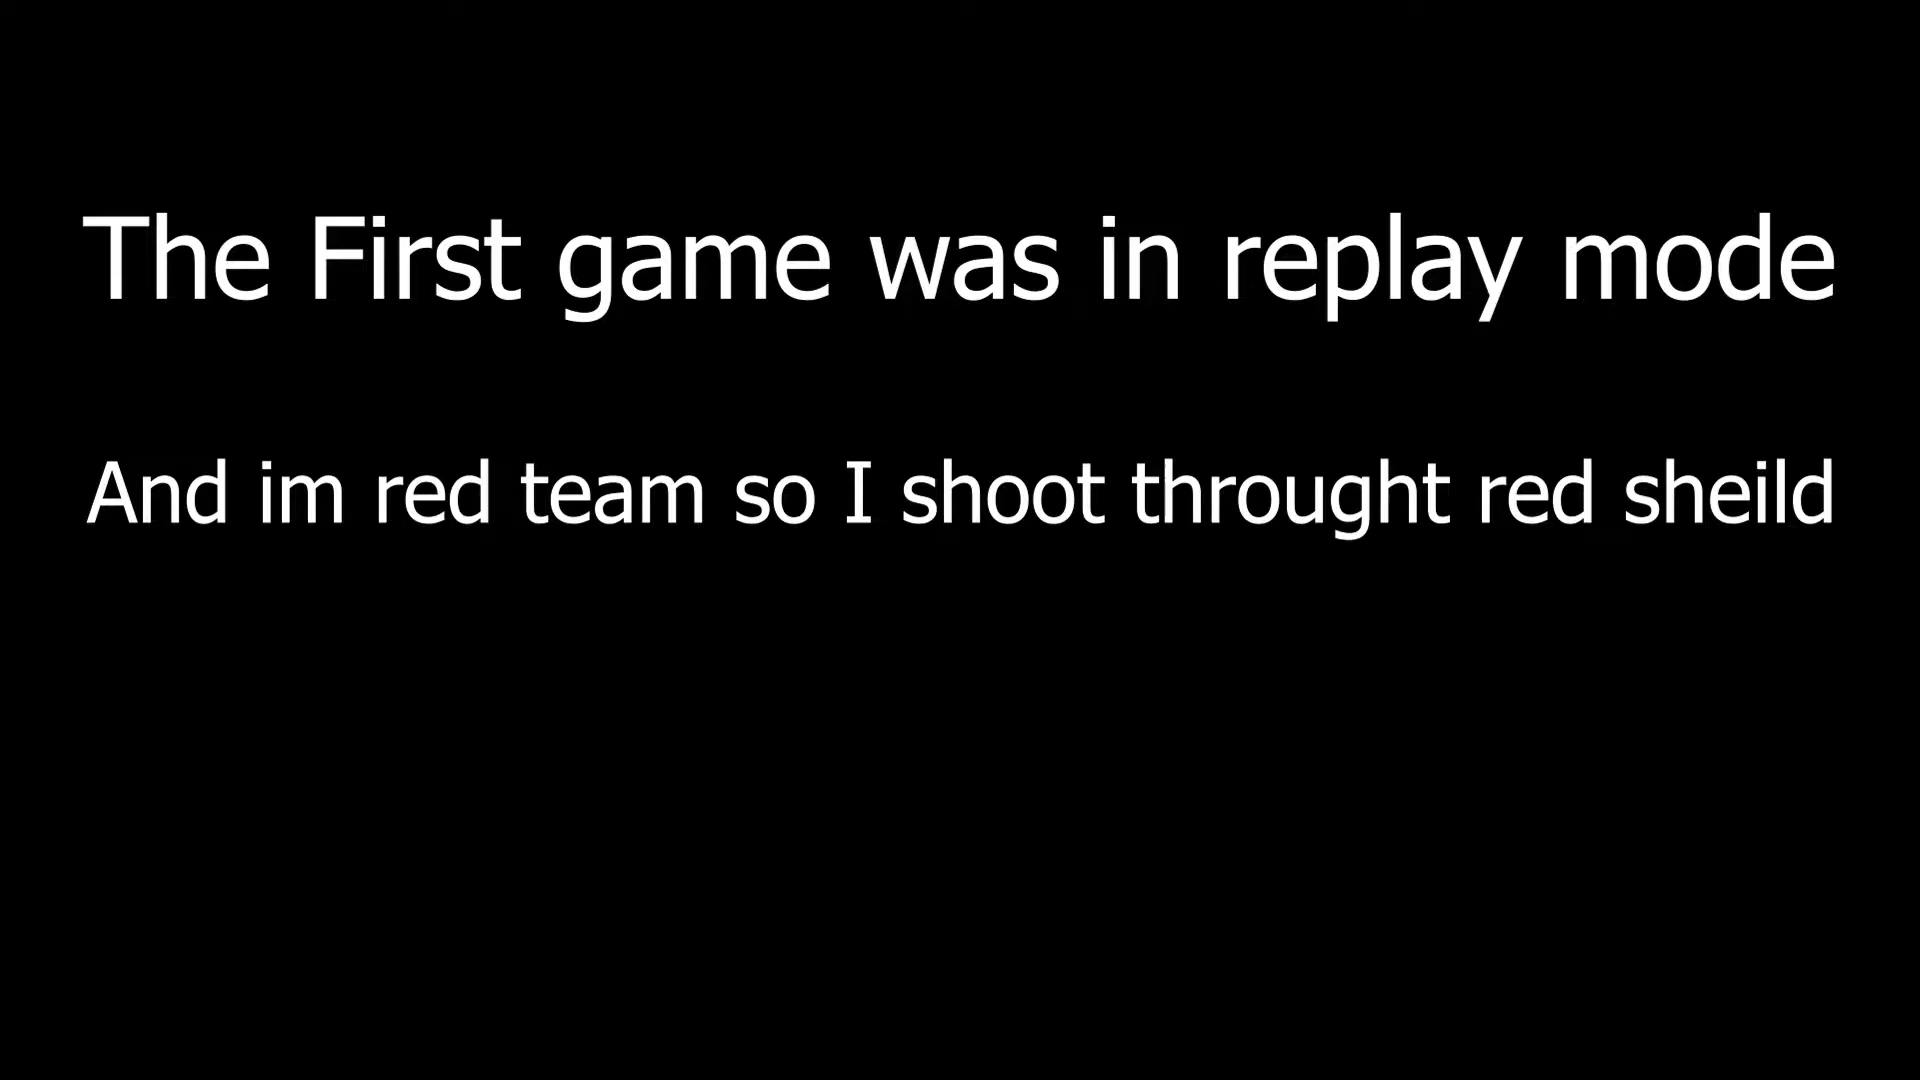 The First game was in replay mode
And im red team so I shoot throught red sheild